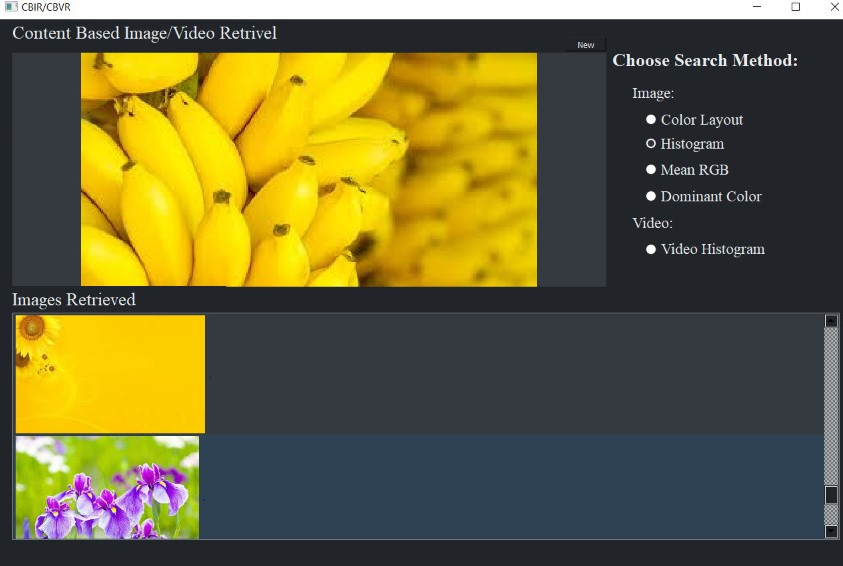 CBIR/CBVR
Content Based Image/Video Retrivel
New
Choose Search Method:
Image:
Color Layout
Histogram
Mean RGB
Dominant Color
Video:
Video Histogram
Images Retrieved